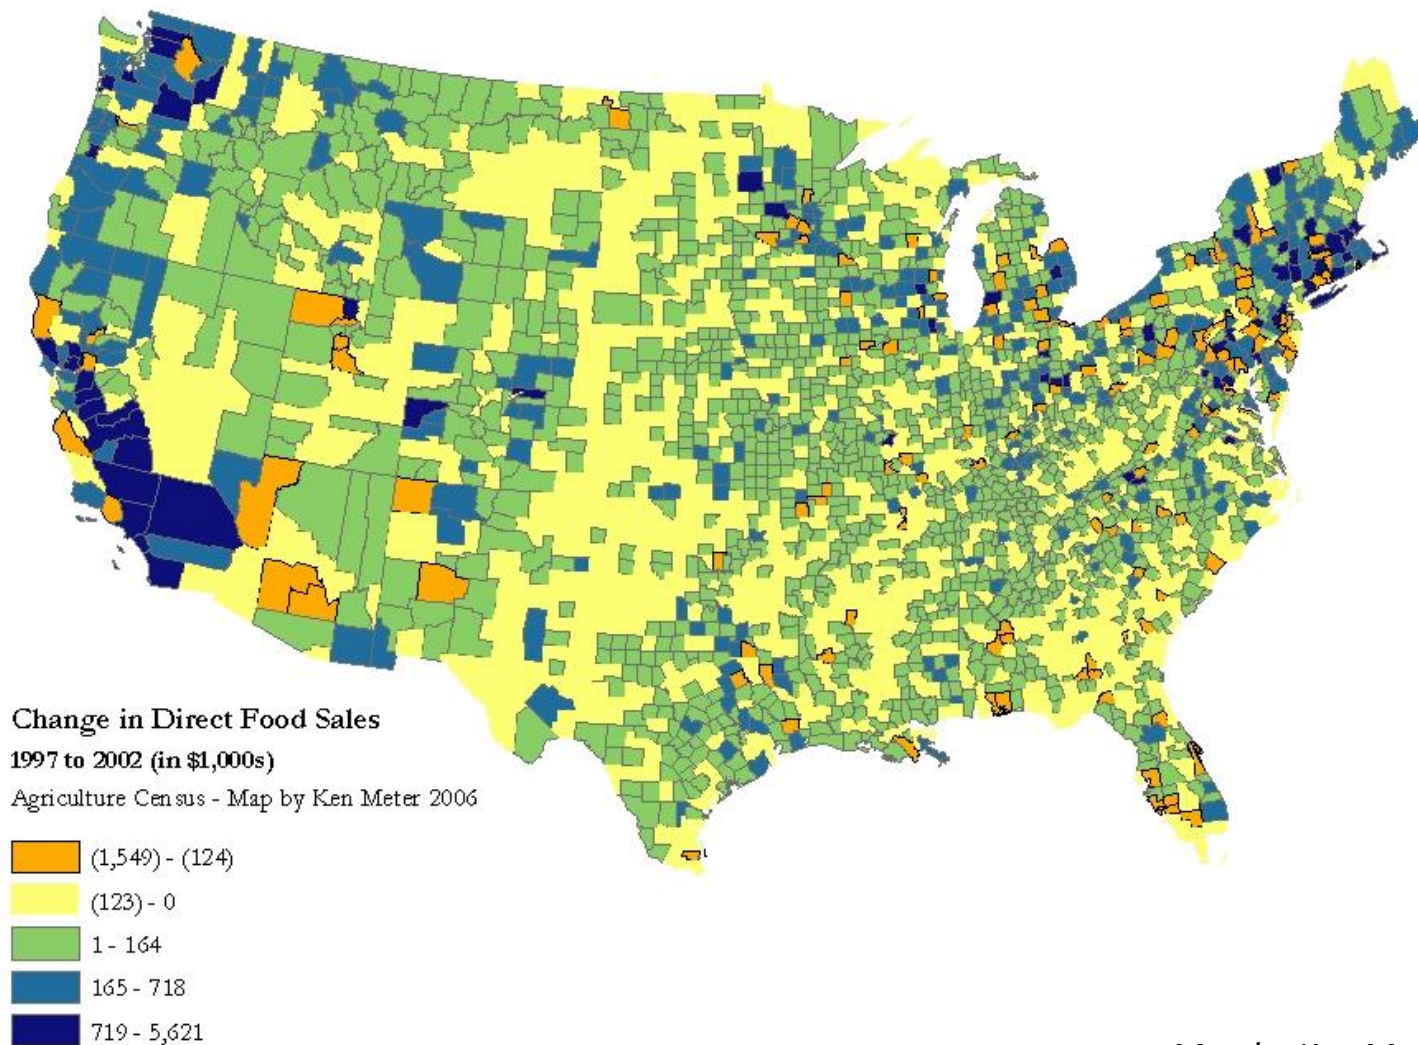 Change in Direct Food Sales
1997 to 2002 (in $1,000s)
Agriculture Census - Map by Ken Meter 2006
(1,549) - (124)
(123) - 0
1 - 164
165 - 718
719 - 5,621